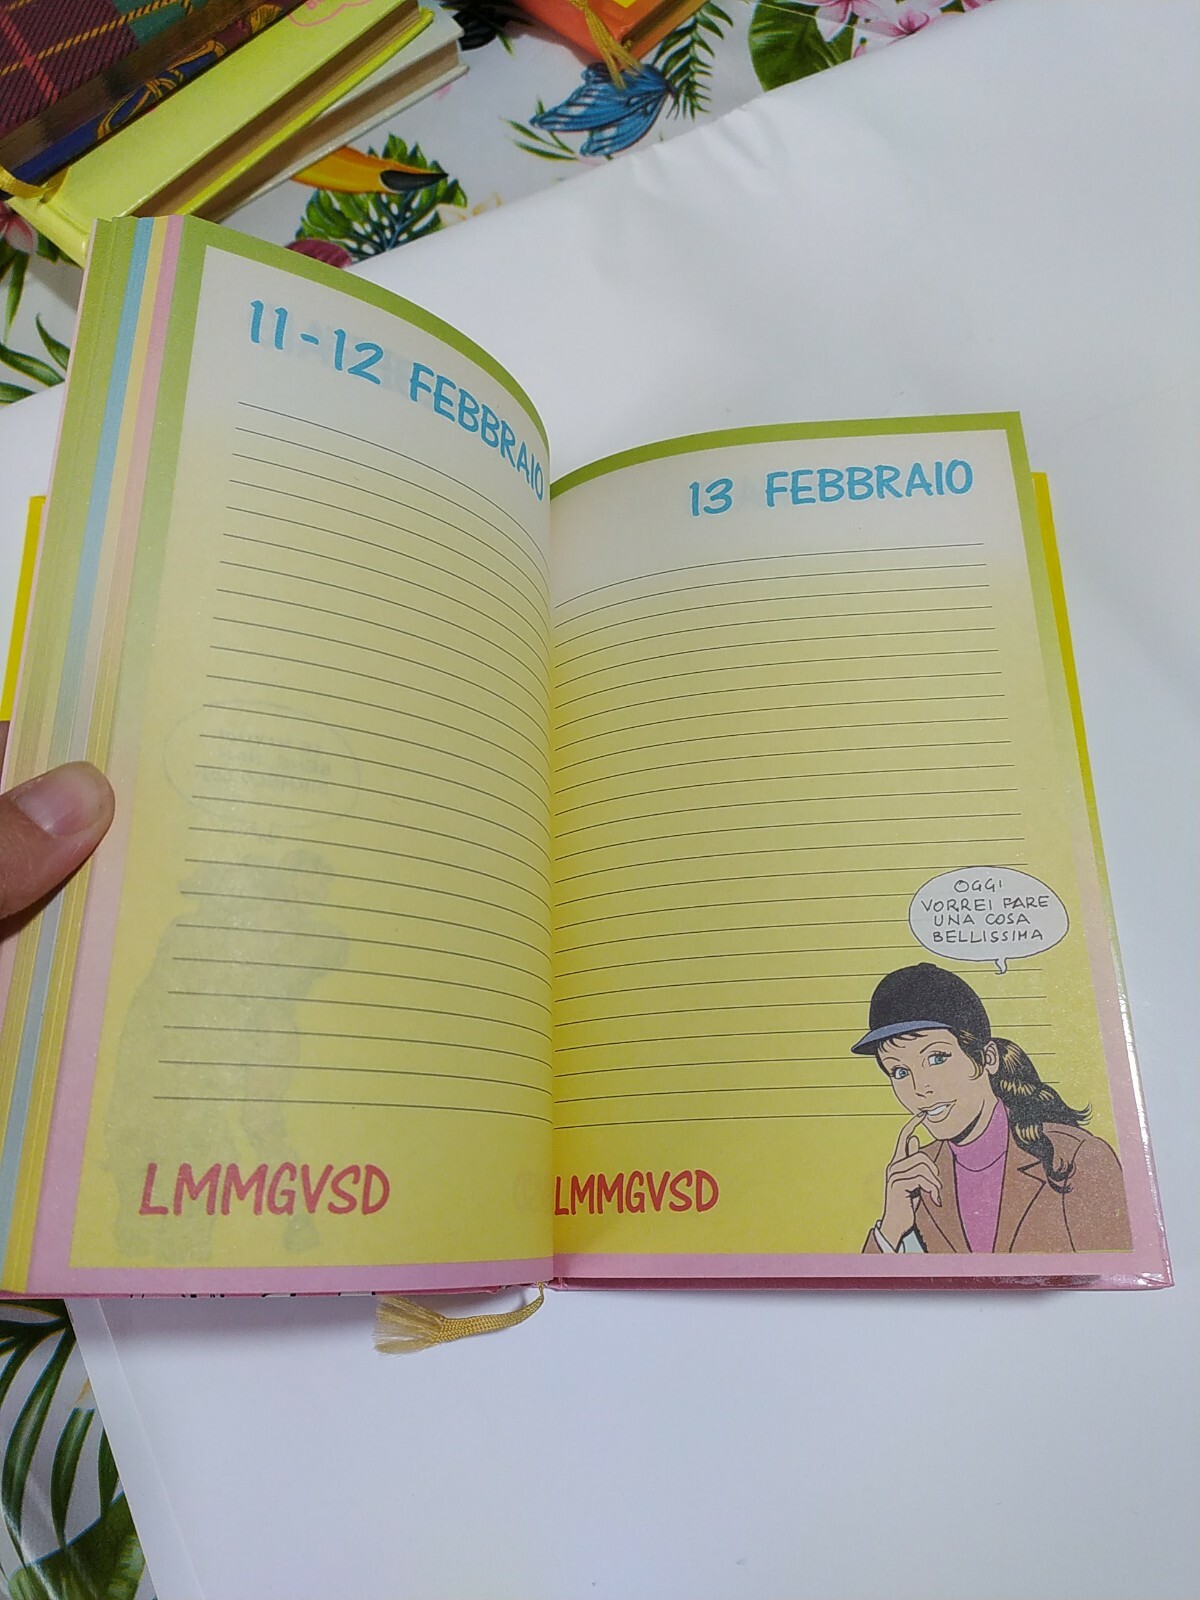 11-12 FEBBRAIO
LMMGVSD
13 FEBBRAIO
OGGI
VORREI FARE
UNA COSA
BELLISSIMA
LMMGVSD